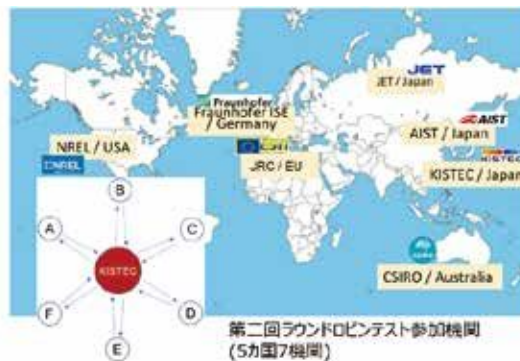 JET
JET / Japan
Fraunhofer
Fraunhofer ISE
/ Germany
AIST
AIST / Japan
NREL / USA
NREL
JRC / EU
KISTEC
KISTEC / Japan
B
A
C
KISTEC
F
D
E
CSIRO
CSIRO / Australia
第二回ラウンドロビンテスト参加機関
(5カ国7機関)